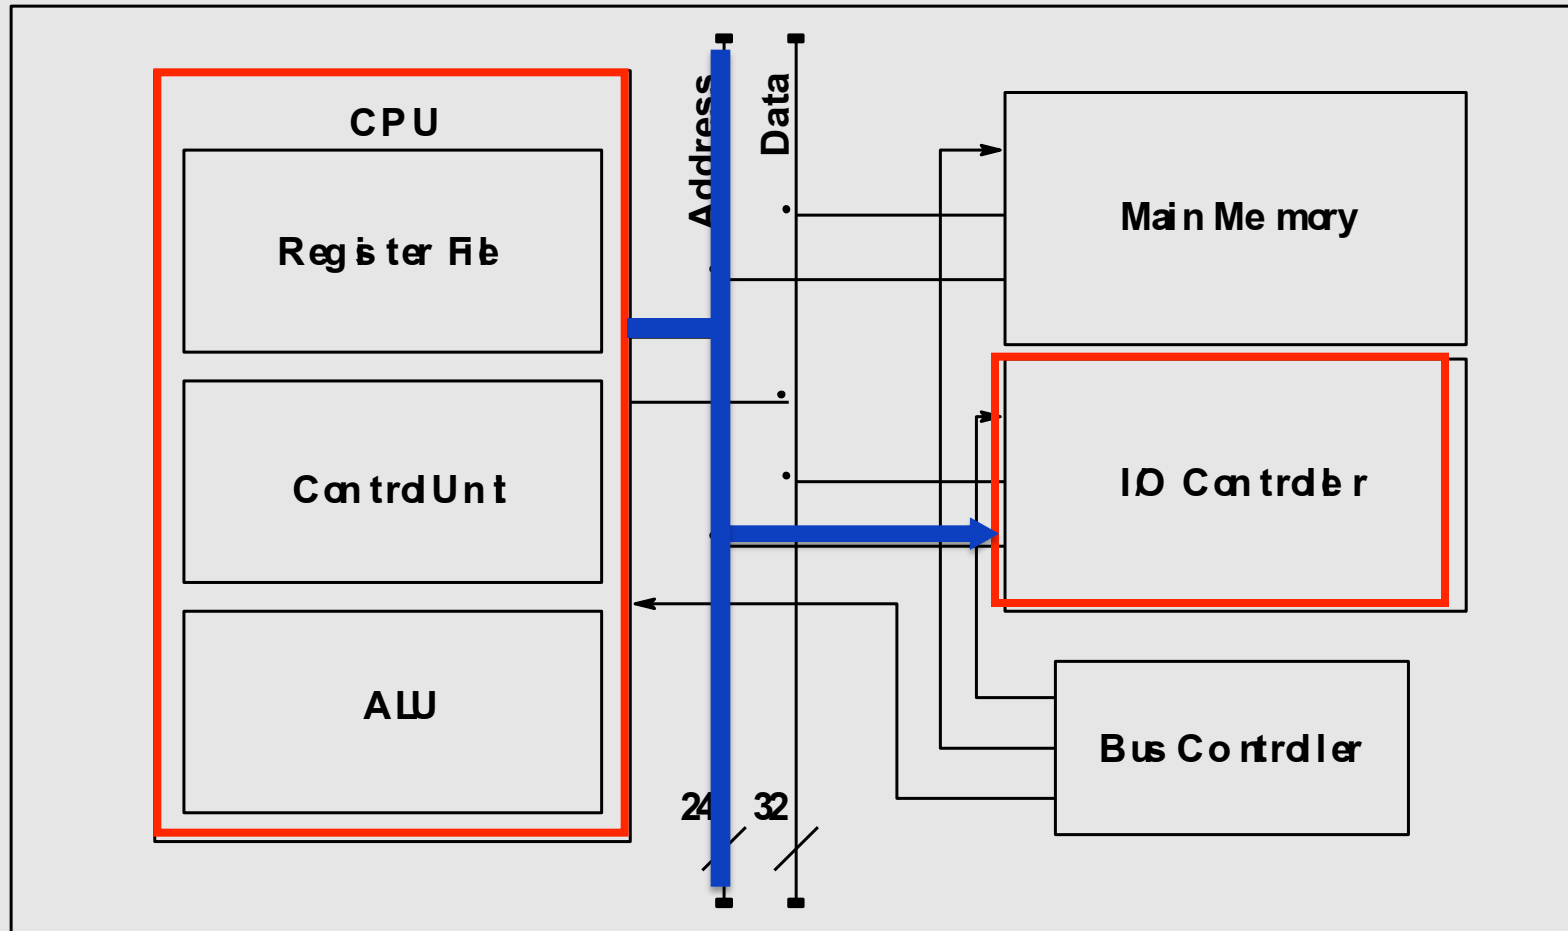 CPU
Register File
Control Unit
ALU
Address
Data
24
32
Main Memory
I/O Controller
Bus Controller